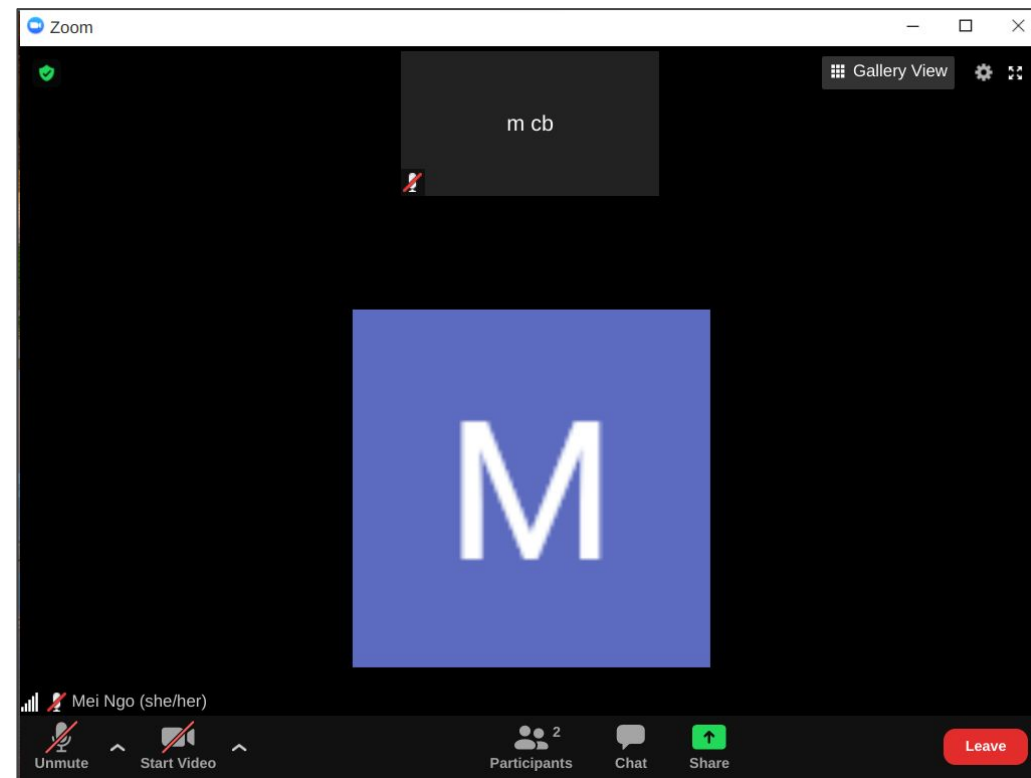 Zoom
Gallery View
m cb
M
Mei Ngo (she/her)
2
Unmute
Start Video
Participants
Chat
Share
Leave